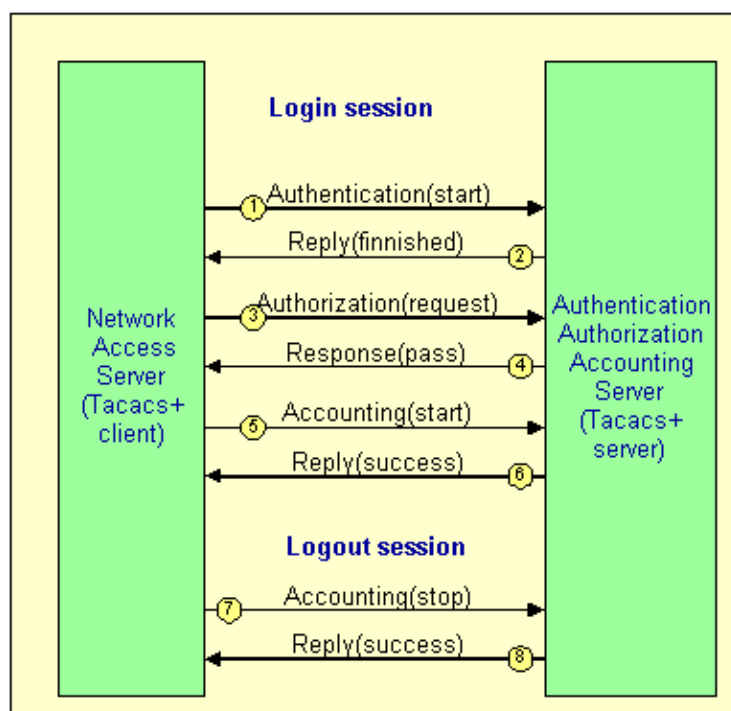 Login session
1 Authentication(start)
Reply(finnished) 2
3 Authorization(request)
Response(pass) 4
5 Accounting(start)
Reply(success) 6
Network
Access
Server
(Tacacs+
client)
Authentication
Authorization
Accounting
Server
(Tacacs+
server)
Logout session
7 Accounting(stop)
Reply(success) 8